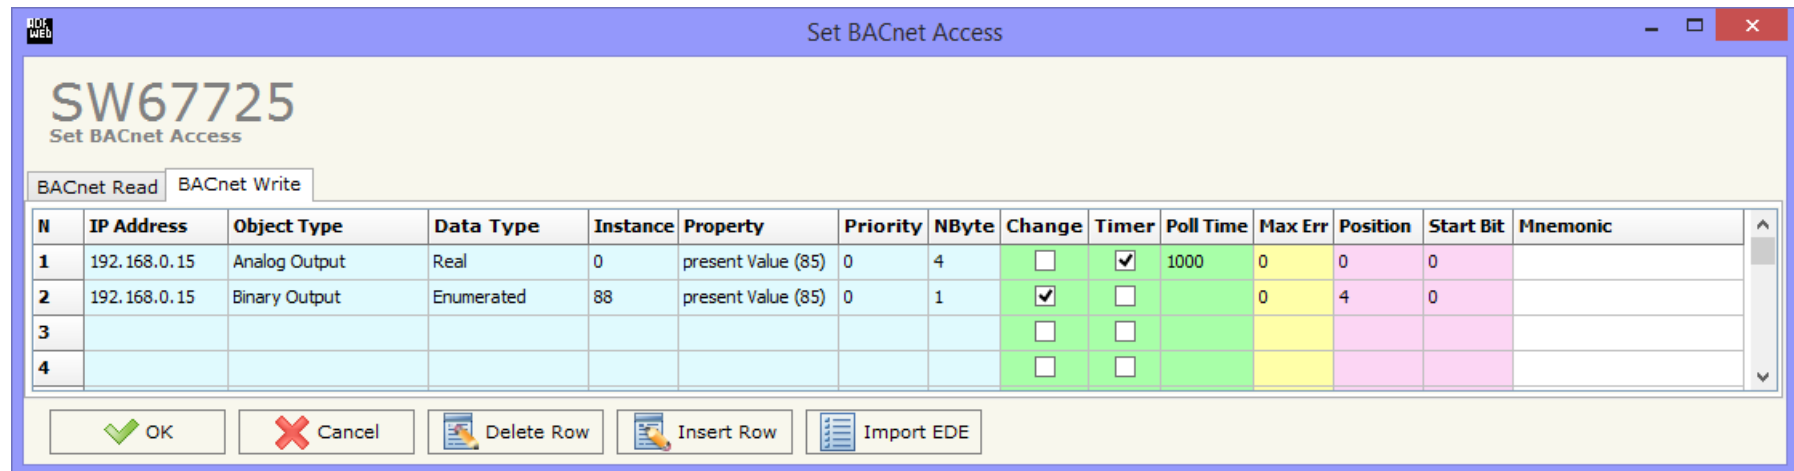 ADF
WEB
Set BACnet Access
SW67725
Set BACnet Access
BACnet Read BACnet Write
N IP Address Object Type Data Type Instance Property Priority NByte Change Timer Poll Time Max Err Position Start Bit Mnemonic
1 192.168.0.15 Analog Output Real 0 present Value (85) 0 4 1000 0 0 0
2 192.168.0.15 Binary Output Enumerated 88 present Value (85) 0 1 0 4 0
3
4
OK Cancel Delete Row Insert Row Import EDE